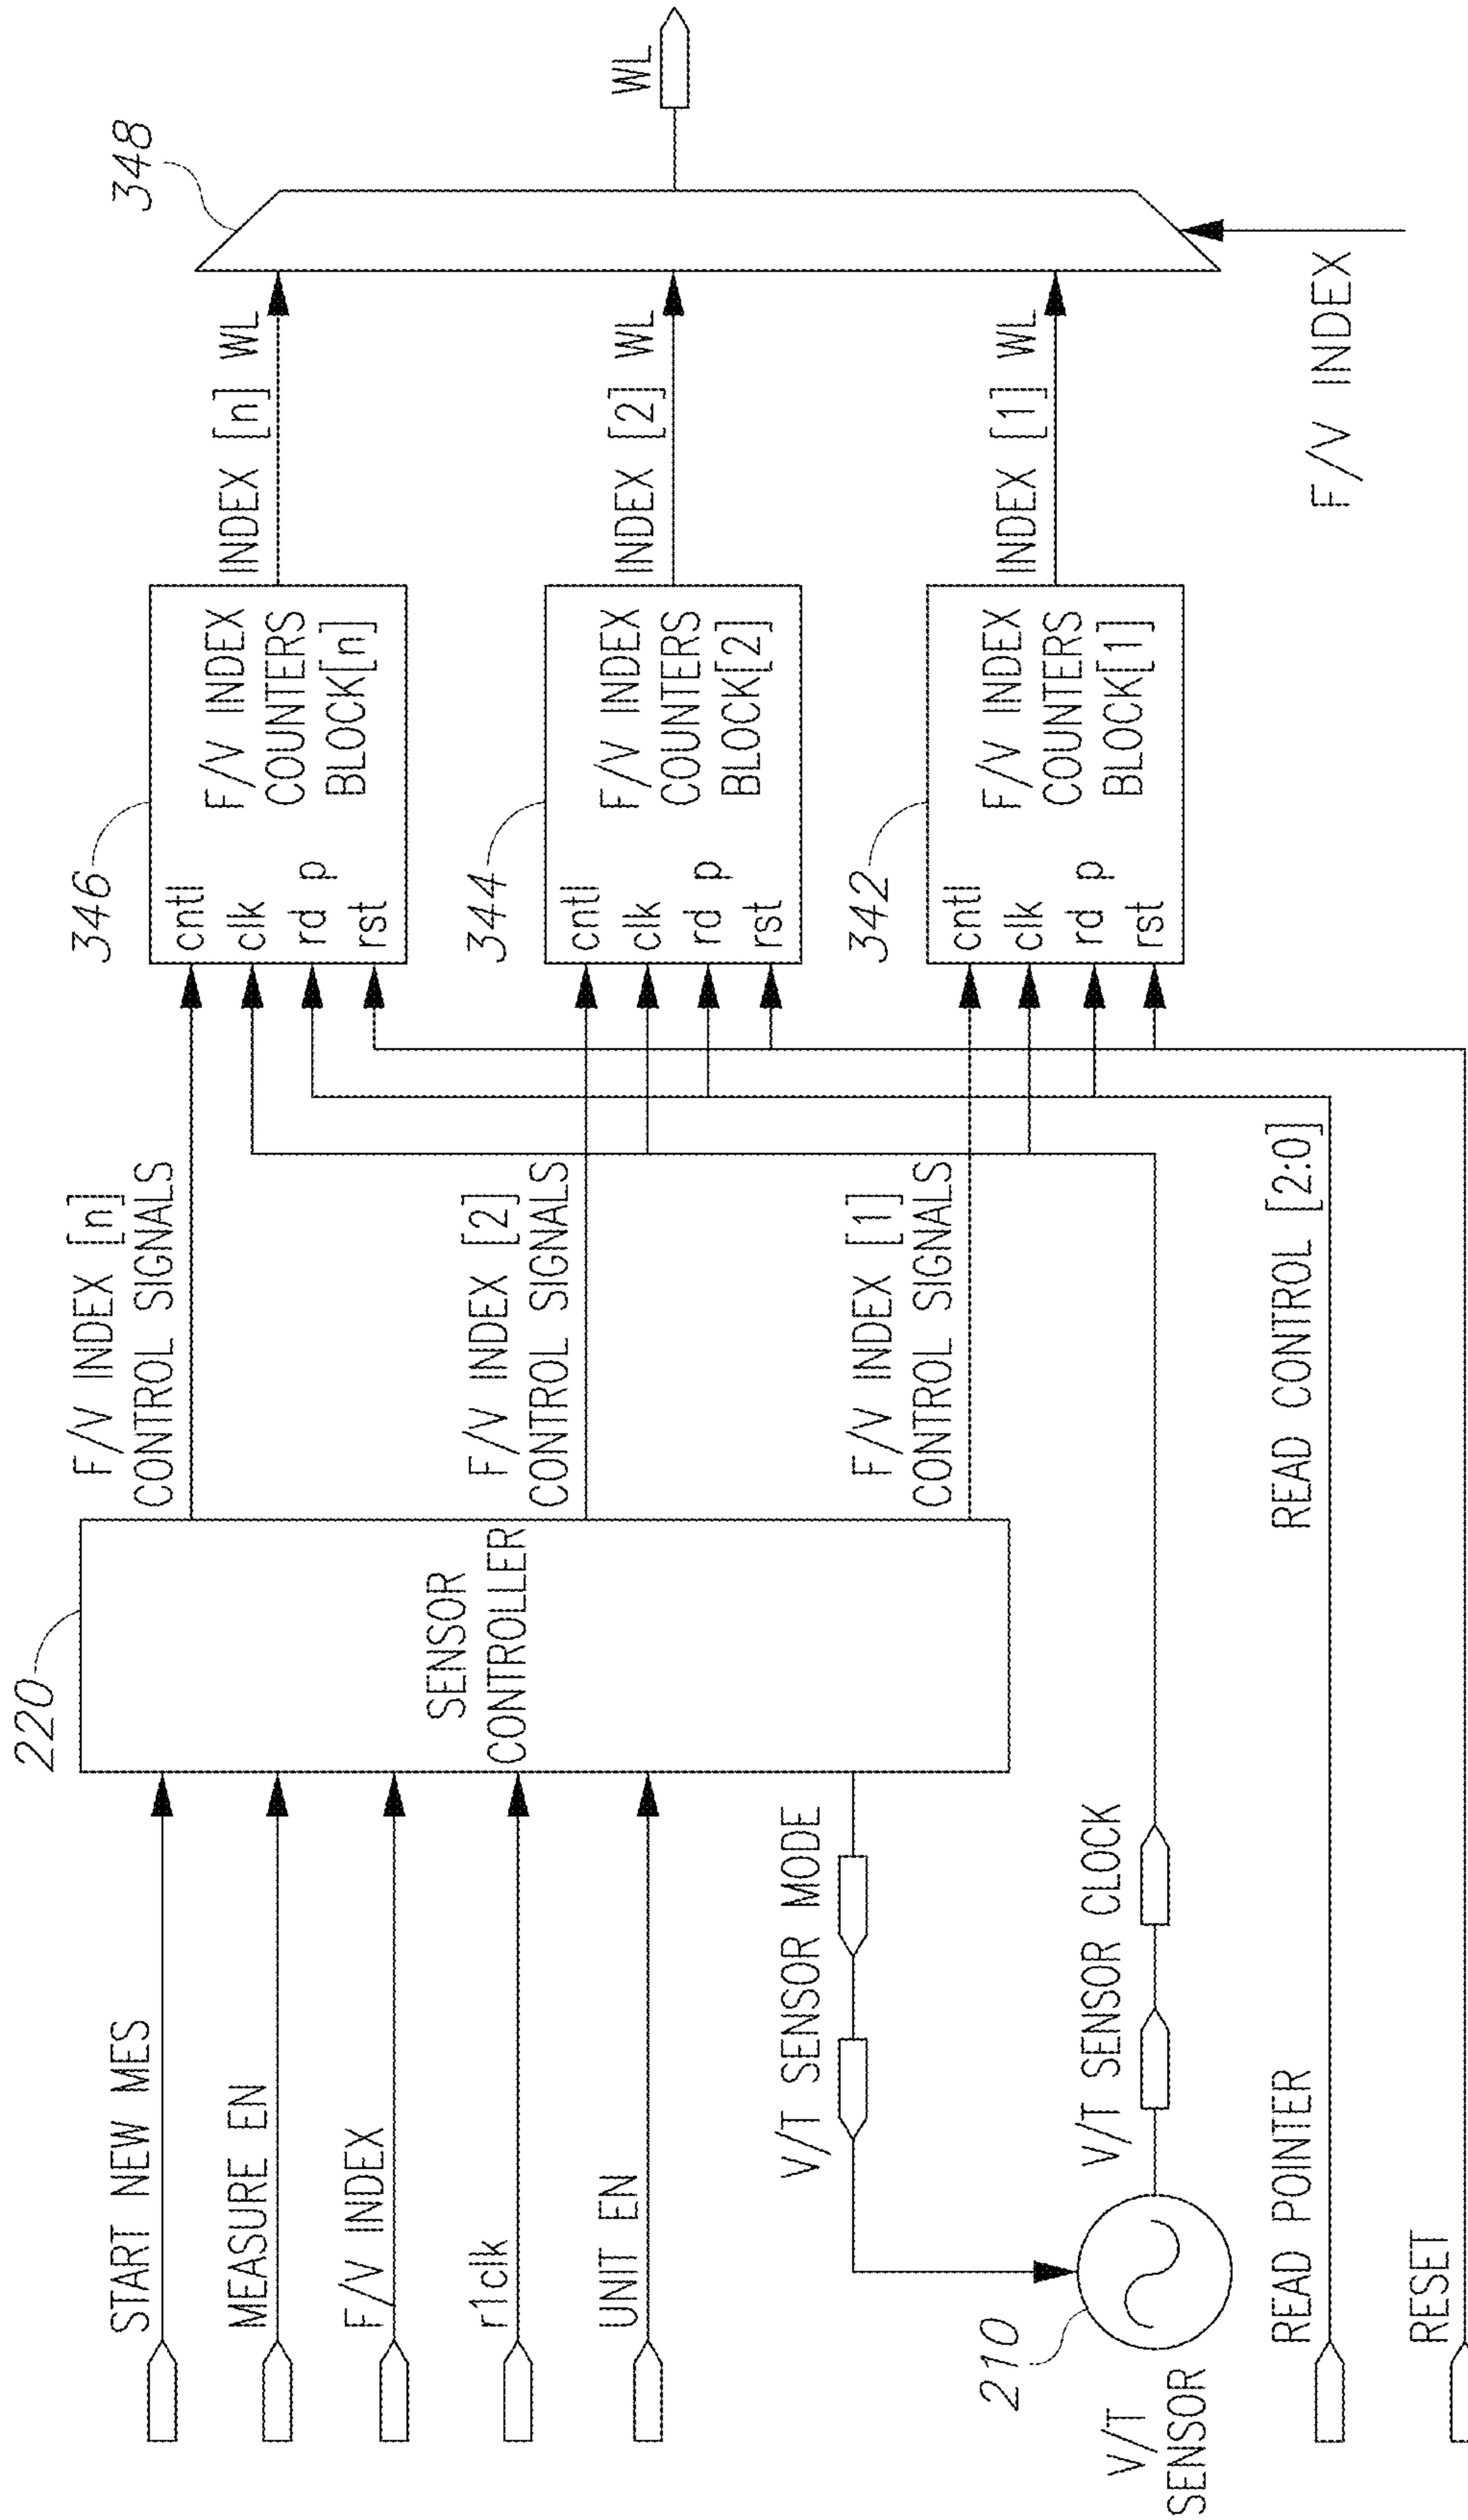 START NEW MES
MEASURE EN
F/V INDEX
r1clk
UNIT EN
V/T SENSOR MODE
V/T SENSOR CLOCK
210
V/T
SENSOR
READ POINTER
RESET
220
SENSOR
CONTROLLER
F/V INDEX [n]
CONTROL SIGNALS
F/V INDEX [2]
CONTROL SIGNALS
F/V INDEX [1]
CONTROL SIGNALS
READ CONTROL [2:0]
346
cntl
clk
rd p
rst
F/V INDEX
COUNTERS
BLOCK[n]
344
cntl
clk
rd p
rst
F/V INDEX
COUNTERS
BLOCK[2]
342
cntl
clk
rd p
rst
F/V INDEX
COUNTERS
BLOCK[1]
INDEX [n] WL
INDEX [2] WL
INDEX [1] WL
348
F/V INDEX
WL